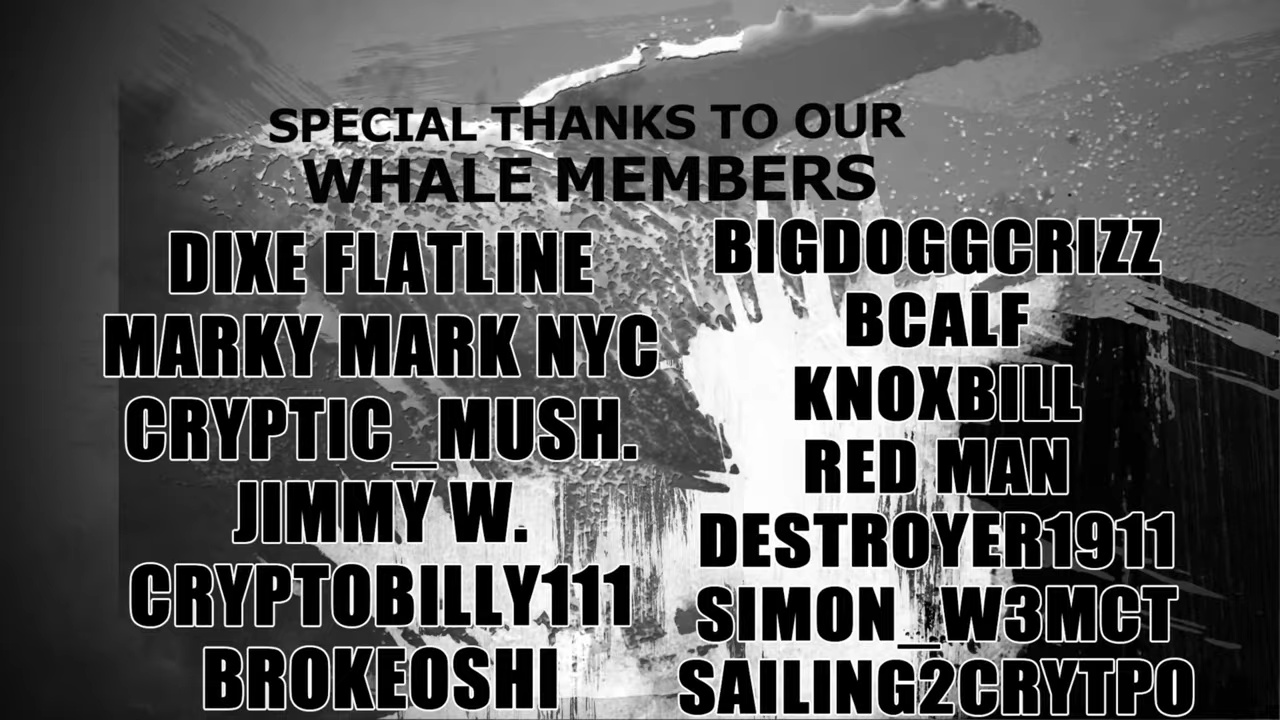 SPECIAL THANKS TO OUR
WHALE MEMBERS
DIXE FLATLINE
MARKY MARK NYC
CRYPTIC_MUSH.
JIMMY W.
CRYPTOBILLY111
BROKEOSHI
BIGDOGGCRIZZ
BCALF
KNOXBILL
RED MAN
DESTROYER1911
SIMON_W3MCT
SAILING2CRYTPO